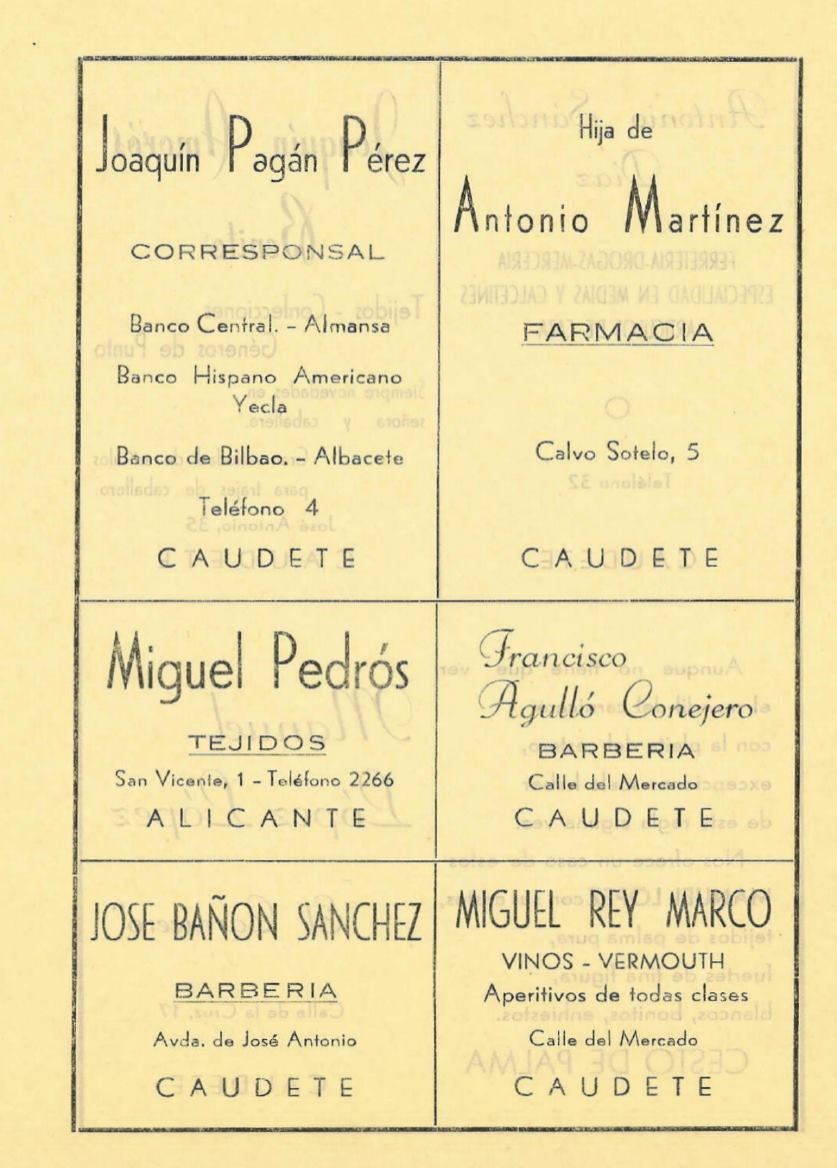 Joaquín Pagán Pérez
CORRESPONSAL
Banco Central. - Almansa
Banco Hispano Americano
Yecla
Banco de Bilbao. - Albacete
Teléfono 4
CAUDETE
Hija de
Antonio Martínez
FARMACIA
Calvo Sotelo, 5
CAUDETE
Miguel Pedrós
TEJIDOS
San Vicente, 1 - Teléfono 2266
ALICANTE
Francisco
Agulló Conejero
BARBERIA
Calle del Mercado
CAUDETE
JOSE BAÑON SANCHEZ
BARBERIA
Avda. de José Antonio
CAUDETE
MIGUEL REY MARCO
VINOS - VERMOUTH
Aperitivos de todas clases
Calle del Mercado
CAUDETE